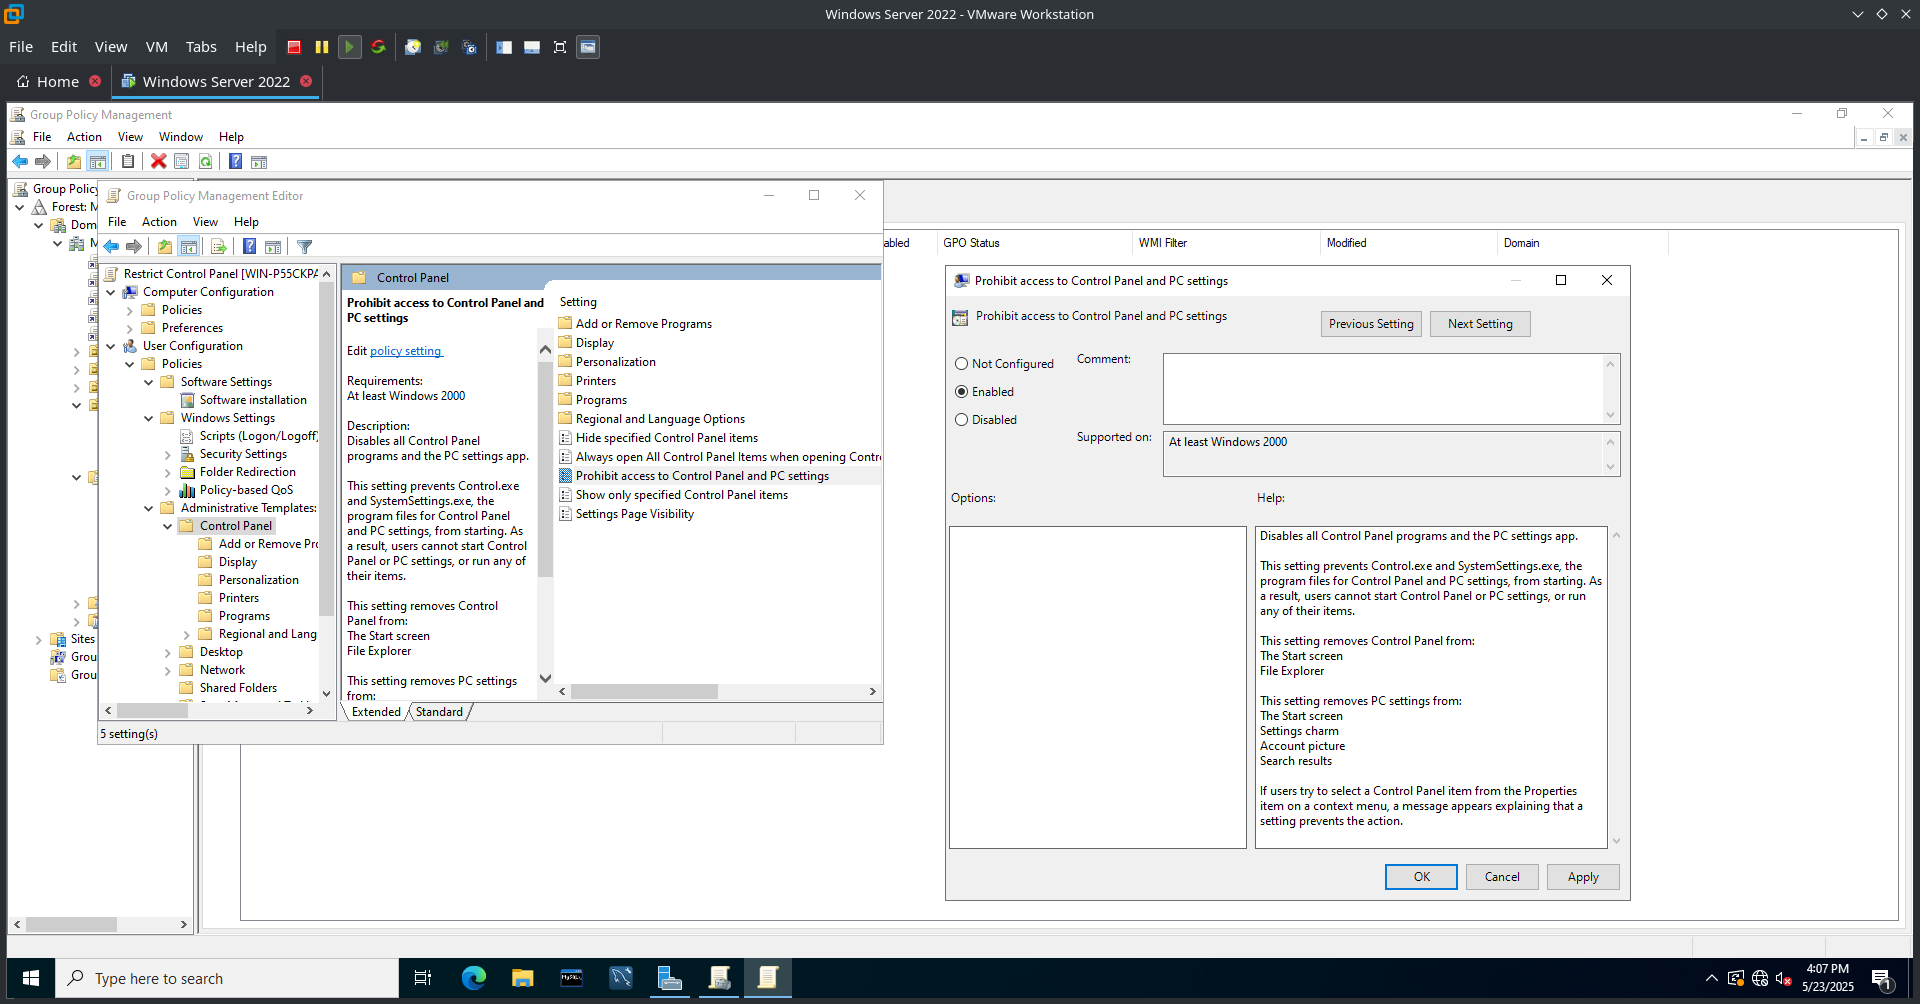 Windows Server 2022 - VMware Workstation
File Edit View VM Tabs Help
Home
Windows Server 2022
Group Policy Management
File Action View Window Help
Group Policy
Forest: M
Dom
M
Sites
Grou
Grou
Group Policy Management Editor
File Action View Help
Restrict Control Panel [WIN-P55CKPA
Computer Configuration
Policies
Preferences
User Configuration
Policies
Software Settings
Software installation
Windows Settings
Scripts (Logon/Logoff)
Security Settings
Folder Redirection
Policy-based QoS
Administrative Templates:
Control Panel
Add or Remove Pro
Display
Personalization
Printers
Programs
Regional and Lang
Desktop
Network
Shared Folders
Control Panel
Prohibit access to Control Panel and
PC settings
Edit policy setting
Requirements:
At least Windows 2000
Description:
Disables all Control Panel
programs and the PC settings app.
This setting prevents Control.exe
and SystemSettings.exe, the
program files for Control Panel
and PC settings, from starting. As
a result, users cannot start Control
Panel or PC settings, or run any of
their items.
This setting removes Control
Panel from:
The Start screen
File Explorer
This setting removes PC settings
from:
Setting
Add or Remove Programs
Display
Personalization
Printers
Programs
Regional and Language Options
Hide specified Control Panel items
Always open All Control Panel Items when opening Contro
Prohibit access to Control Panel and PC settings
Show only specified Control Panel items
Settings Page Visibility
Extended Standard
5 setting(s)
abled GPO Status WMI Filter Modified Domain
Prohibit access to Control Panel and PC settings
Prohibit access to Control Panel and PC settings
Previous Setting Next Setting
Not Configured
Enabled
Disabled
Comment:
Supported on: At least Windows 2000
Options: Help:
Disables all Control Panel programs and the PC settings app.
This setting prevents Control.exe and SystemSettings.exe, the
program files for Control Panel and PC settings, from starting. As
a result, users cannot start Control Panel or PC settings, or run
any of their items.
This setting removes Control Panel from:
The Start screen
File Explorer
This setting removes PC settings from:
The Start screen
Settings charm
Account picture
Search results
If users try to select a Control Panel item from the Properties
item on a context menu, a message appears explaining that a
setting prevents the action.
OK Cancel Apply
Type here to search
MySQL
4:07 PM
5/23/2025
1